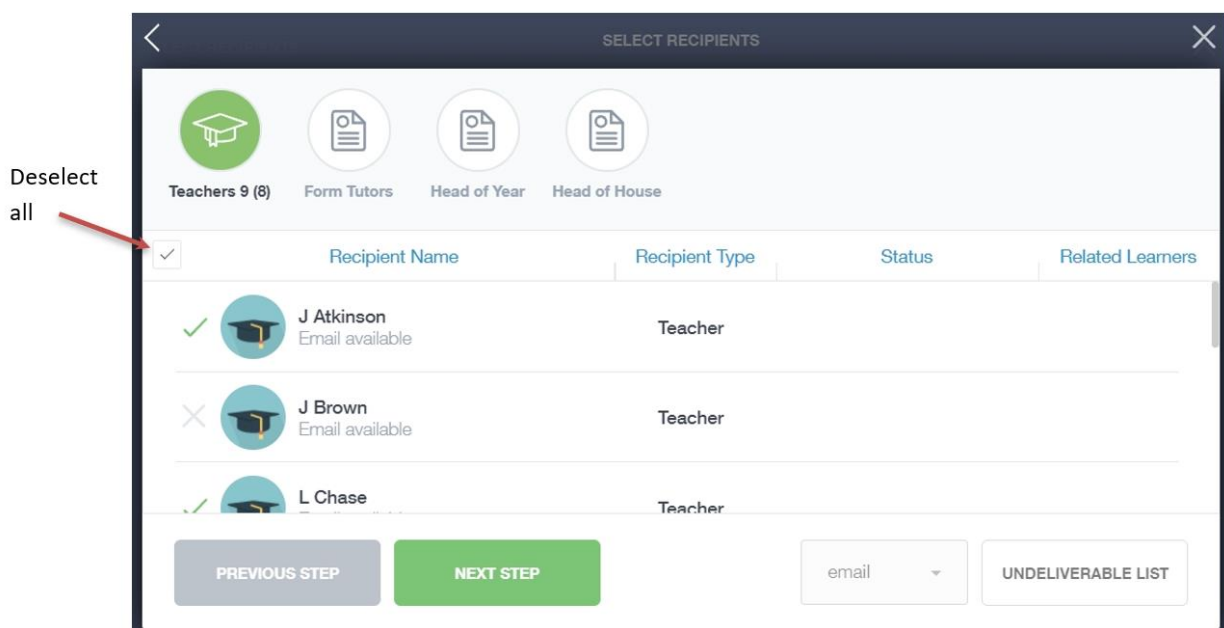 SELECT RECIPIENTS
Teachers 9 (8)
Form Tutors
Head of Year
Head of House
Deselect
all
Recipient Name
Recipient Type
Status
Related Learners
J Atkinson
Email available
Teacher
J Brown
Email available
Teacher
L Chase
Teacher
PREVIOUS STEP
NEXT STEP
email
UNDELIVERABLE LIST